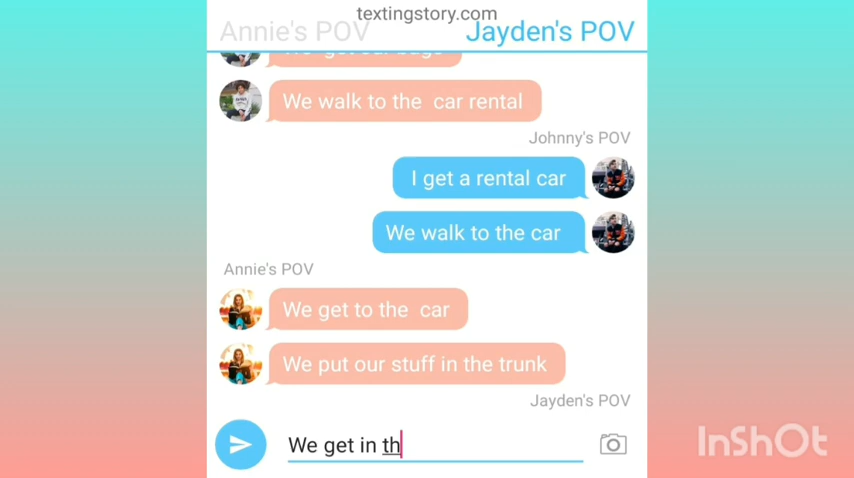 textingstory.com
Annie's POV
Jayden's POV
We walk to the car rental
Johnny's POV
I get a rental car
We walk to the car
Annie's POV
We get to the car
We put our stuff in the trunk
Jayden's POV
We get in th
InShOt